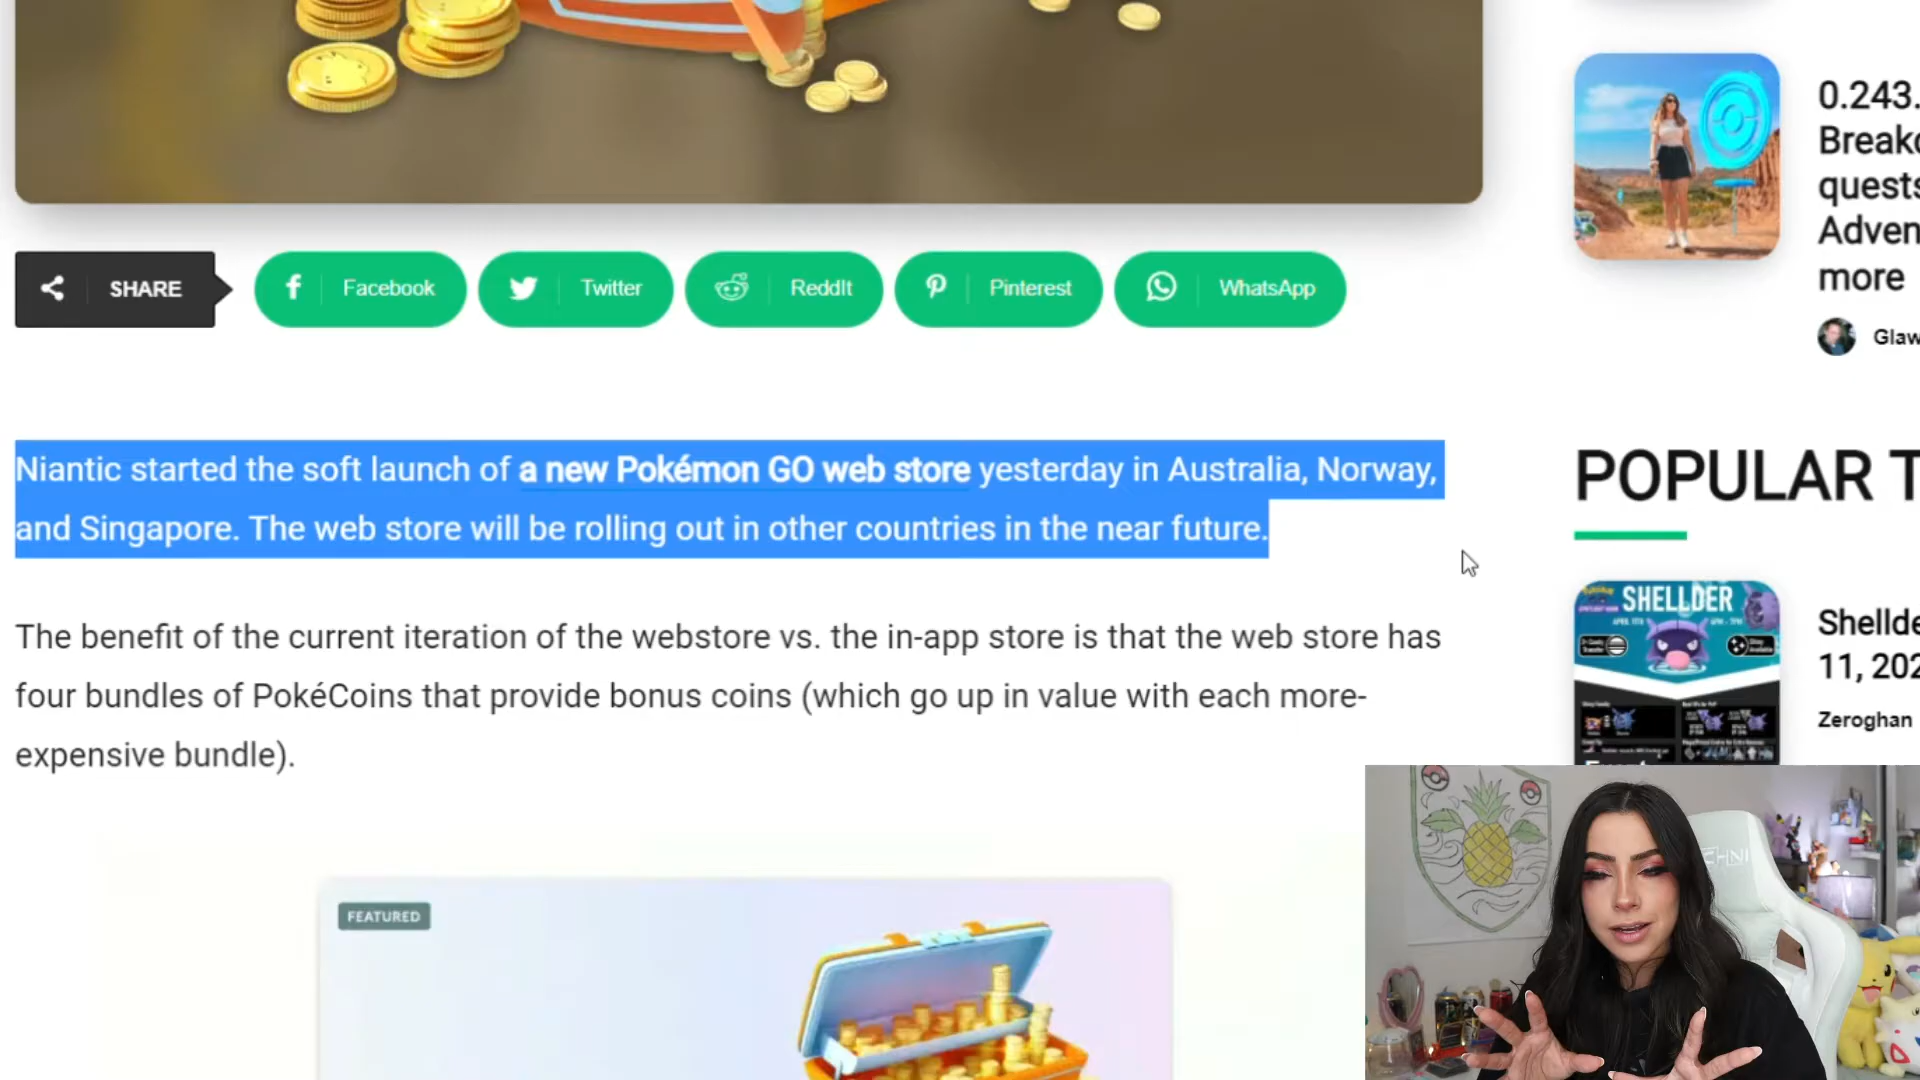 SHARE
Facebook
Twitter
ReddIt
Pinterest
WhatsApp
Niantic started the soft launch of a new Pokémon GO web store yesterday in Australia, Norway,
and Singapore. The web store will be rolling out in other countries in the near future.
The benefit of the current iteration of the webstore vs. the in-app store is that the web store has
four bundles of PokéCoins that provide bonus coins (which go up in value with each more-
expensive bundle).
FEATURED
0.243.
Breakd
quests
Adven
more
Glaw
POPULAR T
SHELLDER
Shellde
11, 202
Zeroghan